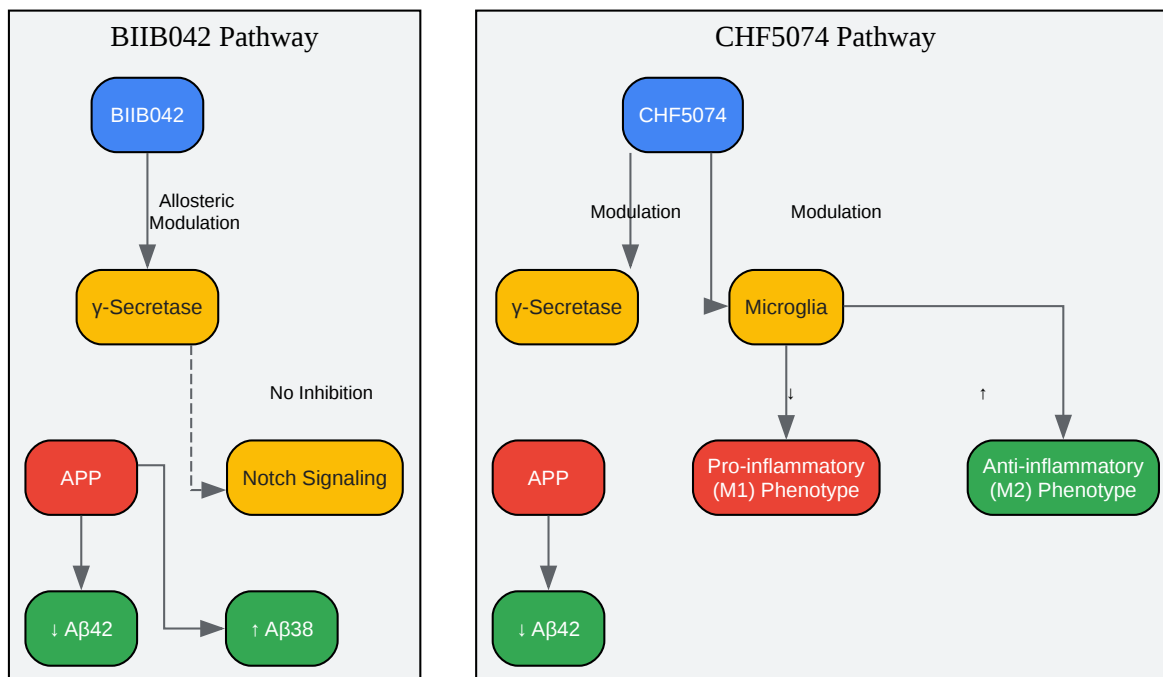 BIIB042 Pathway
BIIB042
Allosteric
Modulation
γ-Secretase
No Inhibition
APP
Notch Signaling
↓ Aβ42
↑ Aβ38
CHF5074 Pathway
CHF5074
Modulation
Modulation
γ-Secretase
Microglia
↓
↑
APP
Pro-inflammatory
(M1) Phenotype
Anti-inflammatory
(M2) Phenotype
↓ Aβ42